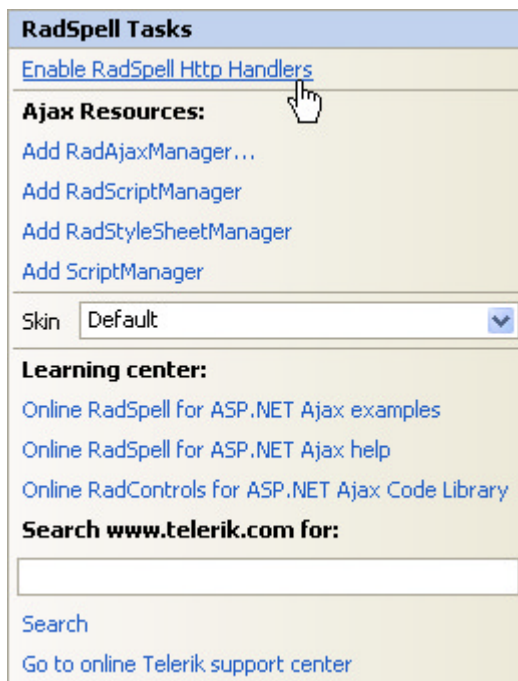 RadSpell Tasks
Enable RadSpell Http Handlers
Ajax Resources:
Add RadAjaxManager...
Add RadScriptManager
Add RadStyleSheetManager
Add ScriptManager
Skin Default
Learning center:
Online RadSpell for ASP.NET Ajax examples
Online RadSpell for ASP.NET Ajax help
Online RadControls for ASP.NET Ajax Code Library
Search www.telerik.com for:
Search
Go to online Telerik support center